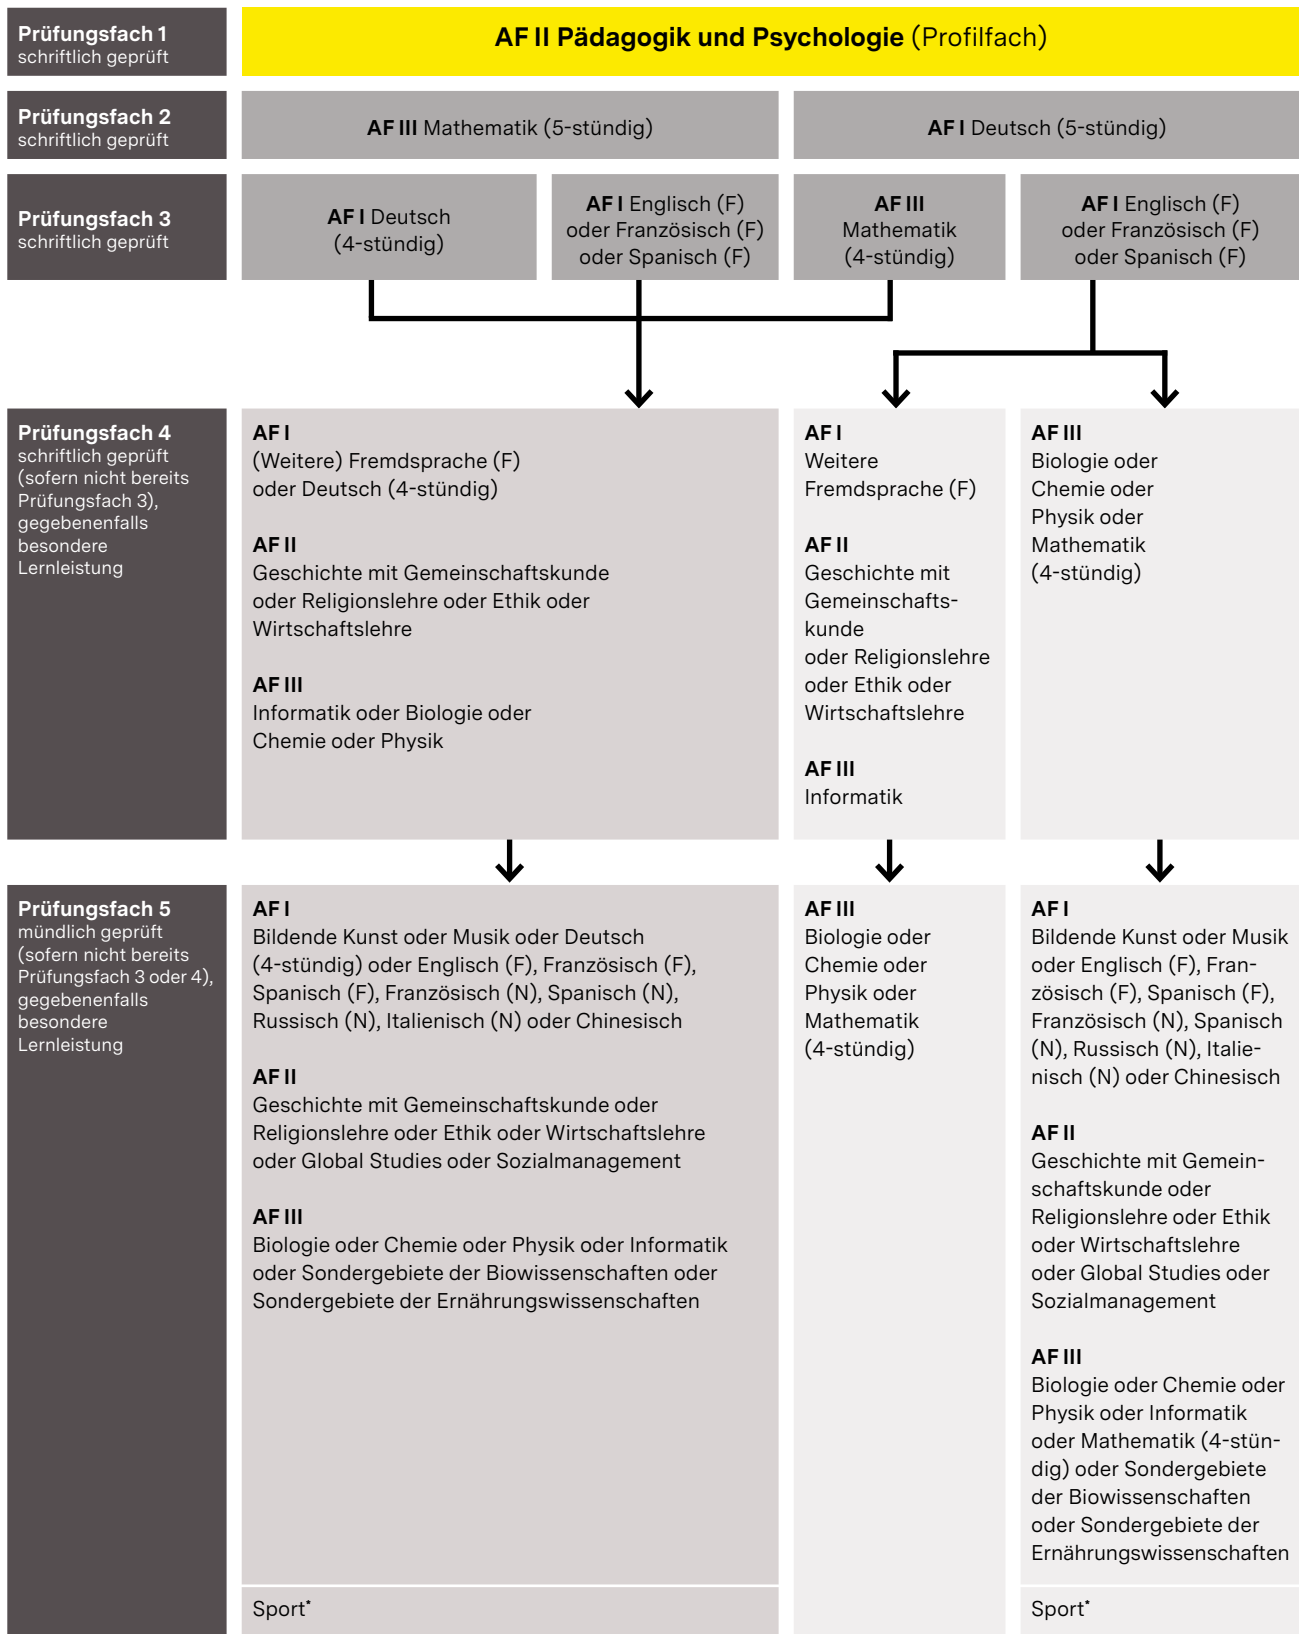 Prüfungsfach 1
schriftlich geprüft
AF II Pädagogik und Psychologie (Profilfach)
Prüfungsfach 2
schriftlich geprüft
AF III Mathematik (5-stündig)
AF I Deutsch (5-stündig)
Prüfungsfach 3
schriftlich geprüft
AF I Deutsch
(4-stündig)
AF I Englisch (F)
oder Französisch (F)
oder Spanisch (F)
AF III
Mathematik
(4-stündig)
AF I Englisch (F)
oder Französisch (F)
oder Spanisch (F)
Prüfungsfach 4
schriftlich geprüft
(sofern nicht bereits
Prüfungsfach 3),
gegebenenfalls
besondere
Lernleistung
AF I
(Weitere) Fremdsprache (F)
oder Deutsch (4-stündig)
AF II
Geschichte mit Gemeinschaftskunde
oder Religionslehre oder Ethik oder
Wirtschaftslehre
AF III
Informatik oder Biologie oder
Chemie oder Physik
AF I
Weitere
Fremdsprache (F)
AF II
Geschichte mit
Gemeinschafts-
kunde
oder Religionslehre
oder Ethik oder
Wirtschaftslehre
AF III
Informatik
AF III
Biologie oder
Chemie oder
Physik oder
Mathematik
(4-stündig)
Prüfungsfach 5
mündlich geprüft
(sofern nicht bereits
Prüfungsfach 3 oder 4),
gegebenenfalls
besondere
Lernleistung
AF I
Bildende Kunst oder Musik oder Deutsch
(4-stündig) oder Englisch (F), Französisch (F),
Spanisch (F), Französisch (N), Spanisch (N),
Russisch (N), Italienisch (N) oder Chinesisch
AF II
Geschichte mit Gemeinschaftskunde oder
Religionslehre oder Ethik oder Wirtschaftslehre
oder Global Studies oder Sozialmanagement
AF III
Biologie oder Chemie oder Physik oder Informatik
oder Sondergebiete der Biowissenschaften oder
Sondergebiete der Ernährungswissenschaften
Sport*
AF III
Biologie oder
Chemie oder
Physik oder
Mathematik
(4-stündig)
AF I
Bildende Kunst oder Musik
oder Englisch (F), Fran-
zösisch (F), Spanisch (F),
Französisch (N), Spanisch
(N), Russisch (N), Italie-
nisch (N) oder Chinesisch
AF II
Geschichte mit Gemein-
schaftskunde oder
Religionslehre oder Ethik
oder Wirtschaftslehre
oder Global Studies oder
Sozialmanagement
AF III
Biologie oder Chemie oder
Physik oder Informatik
oder Mathematik (4-stün-
dig) oder Sondergebiete
der Biowissenschaften
oder Sondergebiete der
Ernährungswissenschaften
Sport*